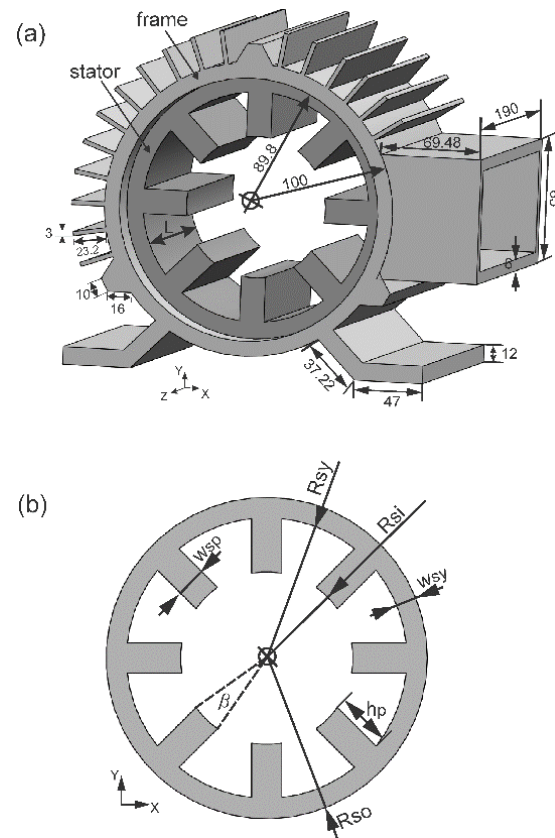 (a)
frame
stator
89.8
100
190
69.48
L
3
23.2
10
16
8
37.22
47
12
Y
Z
X
(b)
Rsy
Rsi
wsp
wsy
β
hp
Rso
Y
X